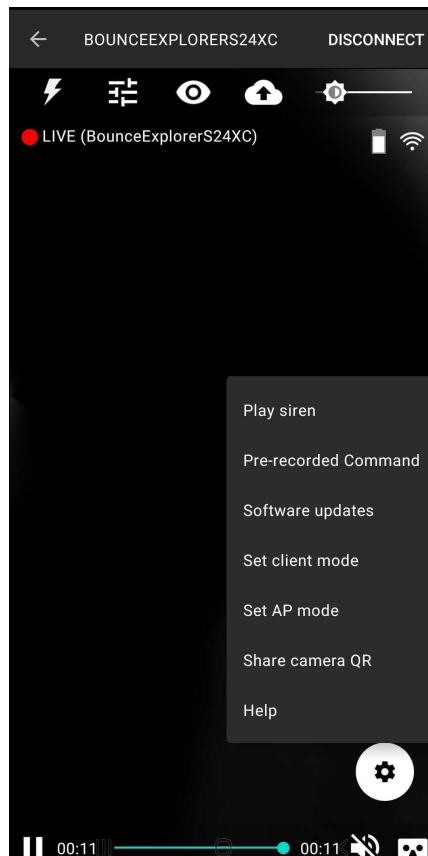 BOUNCEEXPLORERS24XC DISCONNECT
LIVE (BounceExplorerS24XC)
Play siren
Pre-recorded Command
Software updates
Set client mode
Set AP mode
Share camera QR
Help
00:11 00:11